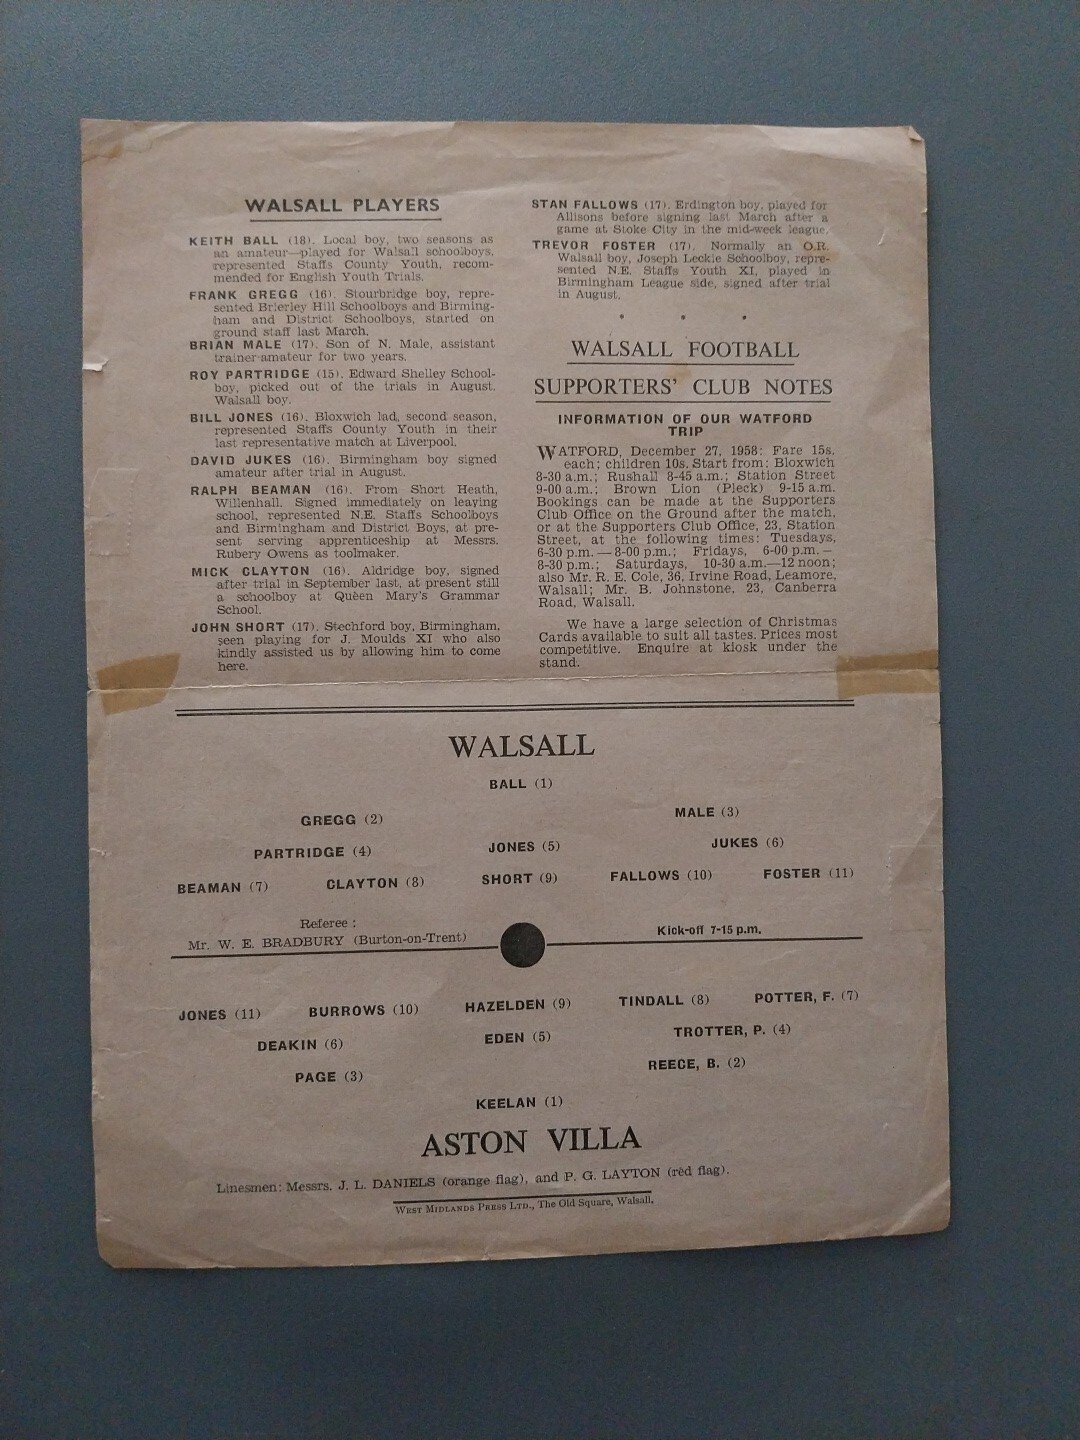 WALSALL PLAYERS
KEITH BALL (18). Local boy, two seasons as
an amateur—played for Walsall schoolboys,
represented Staffs County Youth, recom-
mended for English Youth Trials.
FRANK GREGG (16). Stourbridge boy, repre-
sented Brierley Hill Schoolboys and Birming-
ham and District Schoolboys, started on
ground staff last March.
BRIAN MALE (17). Son of N. Male, assistant
trainer-amateur for two years.
ROY PARTRIDGE (15). Edward Shelley School-
boy, picked out of the trials in August.
Walsall boy.
BILL JONES (16). Bloxwich lad, second season,
represented Staffs County Youth in their
last representative match at Liverpool.
DAVID JUKES (16). Birmingham boy signed
amateur after trial in August.
RALPH BEAMAN (16). From Short Heath,
Willenhall. Signed immediately on leaving
school, represented N.E. Staffs Schoolboys
and Birmingham and District Boys, at pre-
sent serving apprenticeship at Messrs.
Rubery Owens as toolmaker.
MICK CLAYTON (16). Aldridge boy, signed
after trial in September last, at present still
a schoolboy at Queen Mary's Grammar
School.
JOHN SHORT (17). Stechford boy, Birmingham,
seen playing for J. Moulds XI who also
kindly assisted us by allowing him to come
here.
STAN FALLOWS (17). Erdington boy, played for
Allisons before signing last March after a
game at Stoke City in the mid-week league.
TREVOR FOSTER (17). Normally an O.R.
Walsall boy, Joseph Leckie Schoolboy, repre-
sented N.E. Staffs Youth XI, played in
Birmingham League side, signed after trial
in August.
* * *
WALSALL FOOTBALL
SUPPORTERS' CLUB NOTES
INFORMATION OF OUR WATFORD
TRIP
WATFORD, December 27, 1958: Fare 15s.
each; children 10s. Start from: Bloxwich
8-30 a.m.; Rushall 8-45 a.m.; Station Street
9-00 a.m.; Brown Lion (Pleck) 9-15 a.m.
Bookings can be made at the Supporters
Club Office on the Ground after the match,
or at the Supporters Club Office, 23, Station
Street, at the following times: Tuesdays,
6-30 p.m.—8-00 p.m.; Fridays, 6-00 p.m.–
8-30 p.m.; Saturdays, 10-30 a.m.—12 noon;
also Mr. R. E. Cole, 36, Irvine Road, Leamore,
Walsall; Mr. B. Johnstone, 23, Canberra
Road, Walsall.
We have a large selection of Christmas
Cards available to suit all tastes. Prices most
competitive. Enquire at kiosk under the
stand.
WALSALL
BALL (1)
GREGG (2) MALE (3)
PARTRIDGE (4) JONES (5) JUKES (6)
BEAMAN (7) CLAYTON (8) SHORT (9) FALLOWS (10) FOSTER (11)
Referee :
Mr. W. E. BRADBURY (Burton-on-Trent) Kick-off 7-15 p.m.
JONES (11) BURROWS (10) HAZELDEN (9) TINDALL (8) POTTER, F. (7)
DEAKIN (6) EDEN (5) TROTTER, P. (4)
PAGE (3) REECE, B. (2)
KEELAN (1)
ASTON VILLA
Linesmen: Messrs. J. L. DANIELS (orange flag), and P. G. LAYTON (red flag).
WEST MIDLANDS PRESS LTD., The Old Square, Walsall.